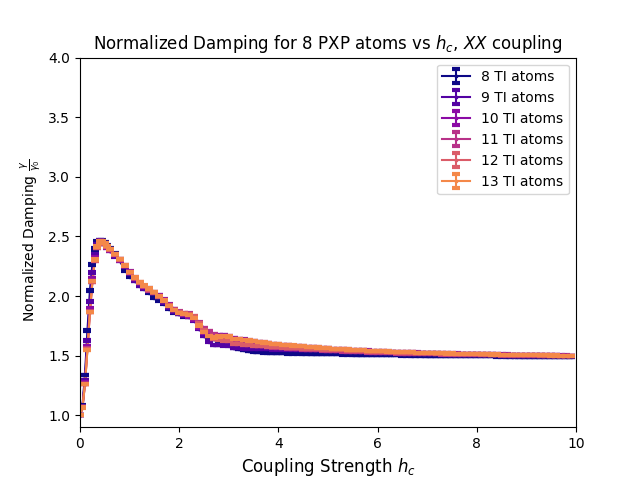 Normalized Damping for 8 PXP atoms vs $h_c$, $XX$ coupling
4.0
3.5
3.0
2.5
2.0
1.5
1.0
Normalized Damping $\frac{\gamma}{\gamma_0}$
8 TI atoms
9 TI atoms
10 TI atoms
11 TI atoms
12 TI atoms
13 TI atoms
0 2 4 6 8 10
Coupling Strength $h_c$